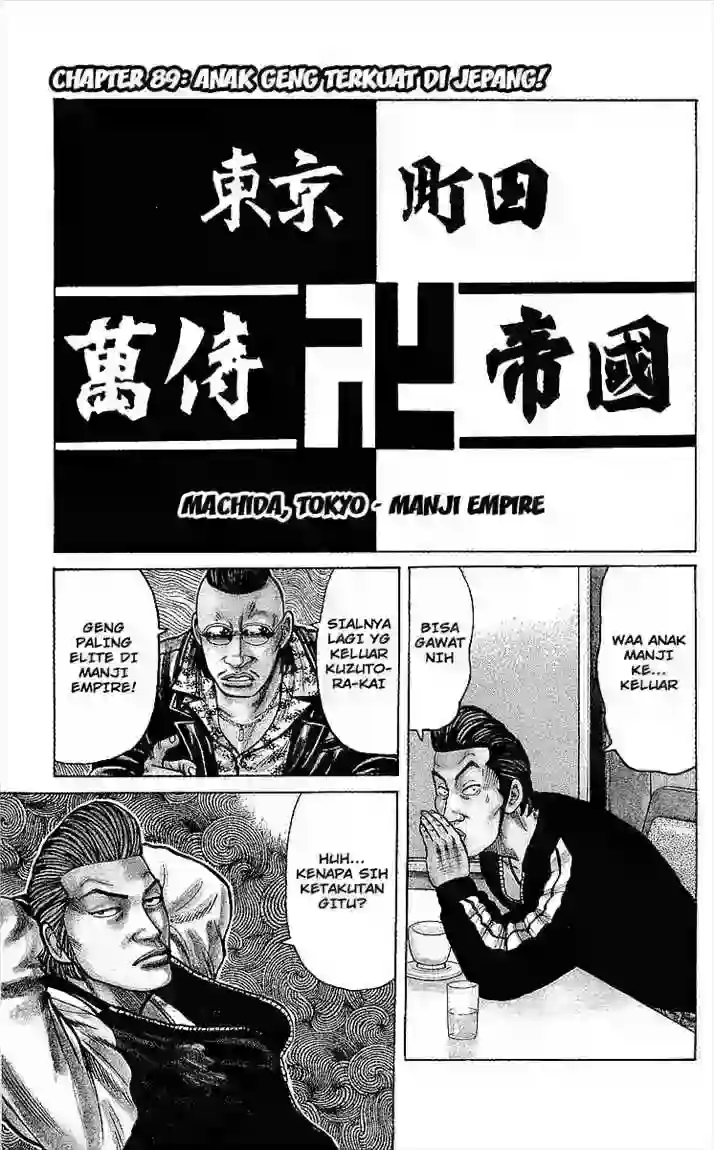 CHAPTER 89: ANAK GENG TERKUAT DI JEPANG!
東京 町田
萬侍 卍 帝國
MACHIDA, TOKYO - MANJI EMPIRE
WAA ANAK
MANJI
KE...
KELUAR
BISA
GAWAT
NIH
SIALNYA
LAGI YG
KELUAR
KUZUTO-
RA-KAI
GENG
PALING
ELITE DI
MANJI
EMPIRE!
HUH...
KENAPA SIH
KETAKUTAN
GITU?